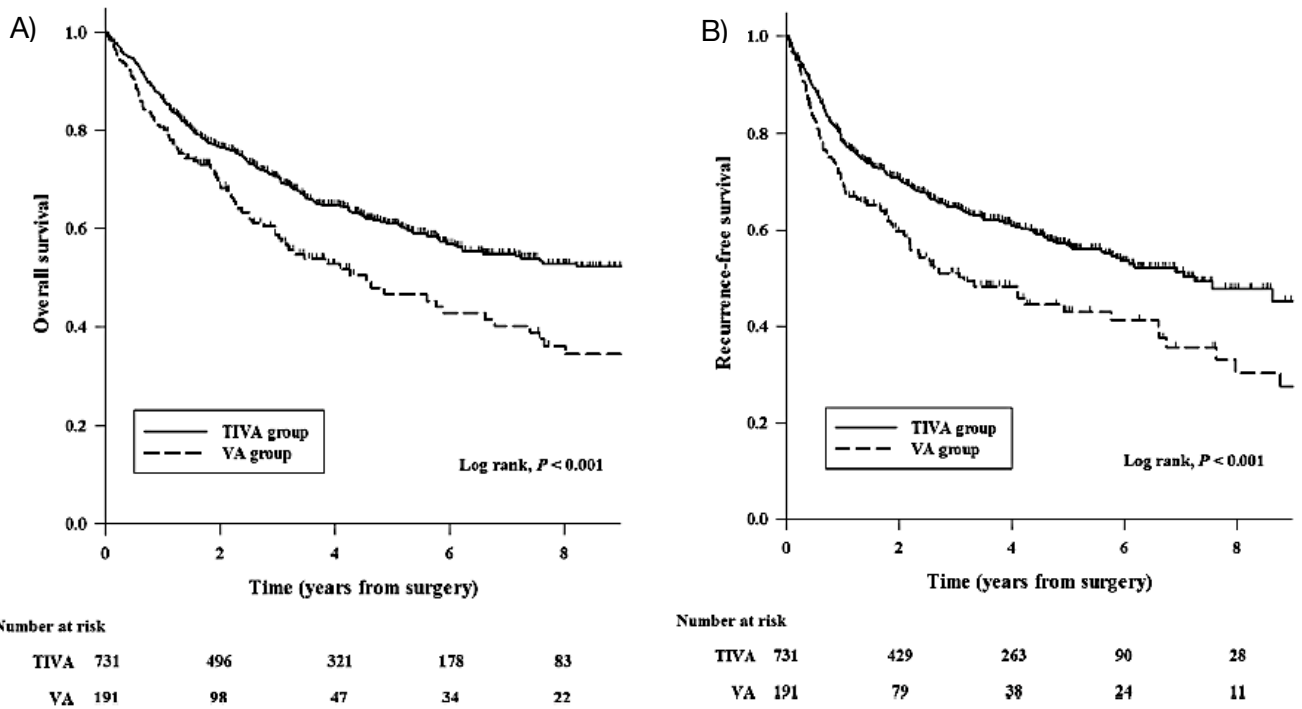 A)
1.0
0.8
0.6
0.4
0.2
0.0
Overall survival
TIVA group
VA group
Log rank, P < 0.001
0 2 4 6 8
Time (years from surgery)
Number at risk
TIVA 731 496 321 178 83
VA 191 98 47 34 22
B)
1.0
0.8
0.6
0.4
0.2
0.0
Recurrence-free survival
TIVA group
VA group
Log rank, P < 0.001
0 2 4 6 8
Time (years from surgery)
Number at risk
TIVA 731 429 263 90 28
VA 191 79 38 24 11